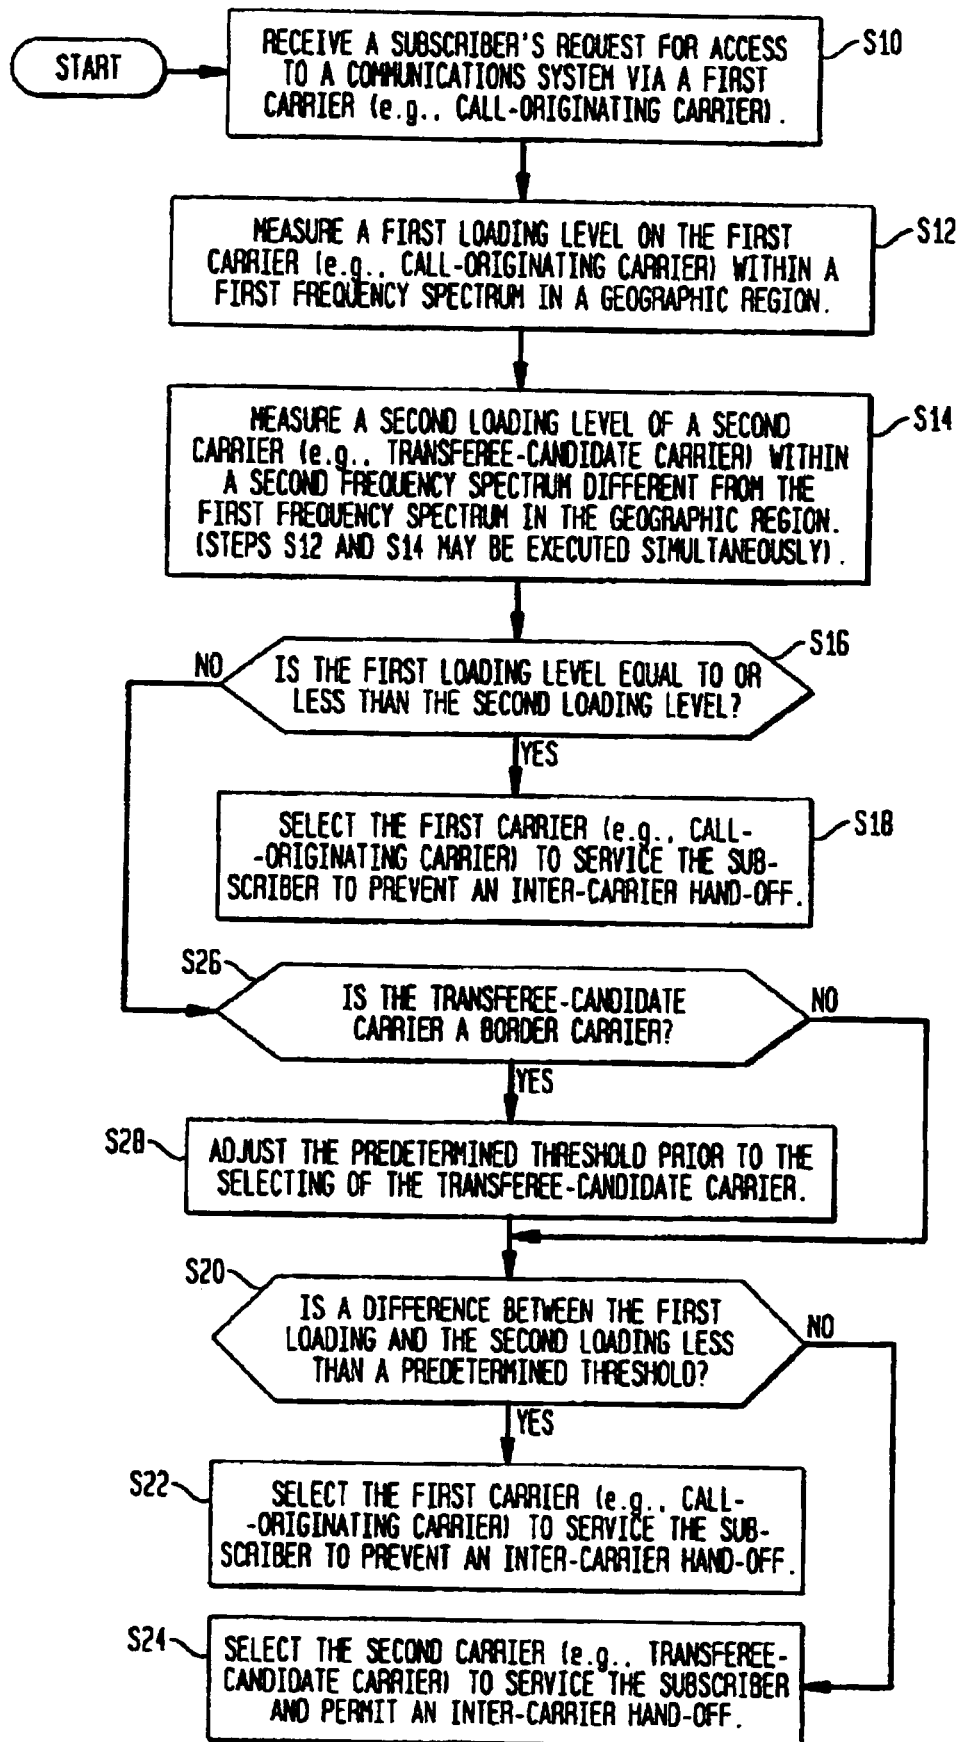 START
RECEIVE A SUBSCRIBER'S REQUEST FOR ACCESS
TO A COMMUNICATIONS SYSTEM VIA A FIRST
CARRIER (e.g., CALL-ORIGINATING CARRIER).
S10
MEASURE A FIRST LOADING LEVEL ON THE FIRST
CARRIER (e.g., CALL-ORIGINATING CARRIER) WITHIN A
FIRST FREQUENCY SPECTRUM IN A GEOGRAPHIC REGION.
S12
MEASURE A SECOND LOADING LEVEL OF A SECOND
CARRIER (e.g., TRANSFEREE-CANDIDATE CARRIER) WITHIN
A SECOND FREQUENCY SPECTRUM DIFFERENT FROM THE
FIRST FREQUENCY SPECTRUM IN THE GEOGRAPHIC REGION.
(STEPS S12 AND S14 MAY BE EXECUTED SIMULTANEOUSLY).
S14
S16
NO
IS THE FIRST LOADING LEVEL EQUAL TO OR
LESS THAN THE SECOND LOADING LEVEL?
YES
SELECT THE FIRST CARRIER (e.g., CALL-
-ORIGINATING CARRIER) TO SERVICE THE SUB-
SCRIBER TO PREVENT AN INTER-CARRIER HAND-OFF.
S18
S26
IS THE TRANSFEREE-CANDIDATE
CARRIER A BORDER CARRIER?
NO
YES
S28
ADJUST THE PREDETERMINED THRESHOLD PRIOR TO THE
SELECTING OF THE TRANSFEREE-CANDIDATE CARRIER.
S20
IS A DIFFERENCE BETWEEN THE FIRST
LOADING AND THE SECOND LOADING LESS
THAN A PREDETERMINED THRESHOLD?
NO
YES
S22
SELECT THE FIRST CARRIER (e.g., CALL-
-ORIGINATING CARRIER) TO SERVICE THE SUB-
SCRIBER TO PREVENT AN INTER-CARRIER HAND-OFF.
S24
SELECT THE SECOND CARRIER (e.g., TRANSFEREE-
CANDIDATE CARRIER) TO SERVICE THE SUBSCRIBER
AND PERMIT AN INTER-CARRIER HAND-OFF.